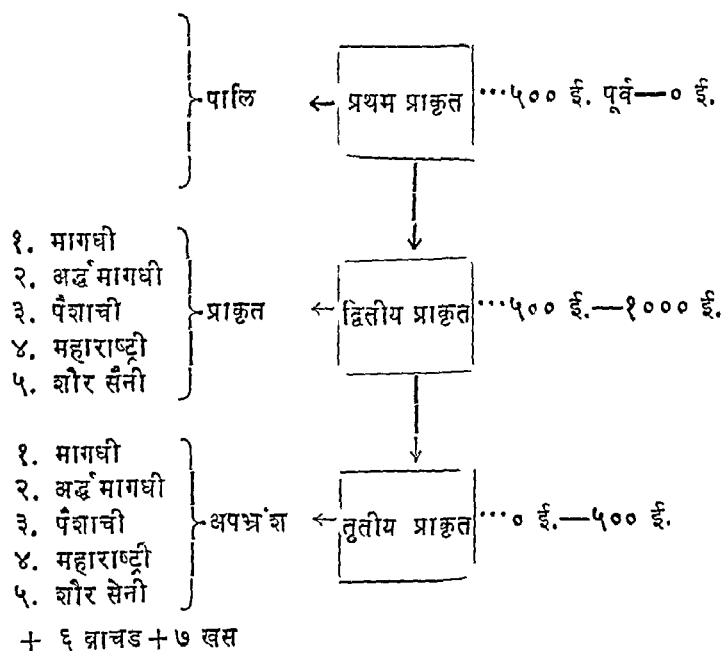 पालि ← प्रथम प्राकृत ···५०० ई. पूर्व—० ई.
१. मागधी
२. अर्द्धमागधी
३. पैशाची
४. महाराष्ट्री
५. शौर सैनी
प्राकृत ← द्वितीय प्राकृत ···५०० ई.—१००० ई.
१. मागधी
२. अर्द्धमागधी
३. पैशाची
४. महाराष्ट्री
५. शौर सेनी
अपभ्रंश ← तृतीय प्राकृत ···० ई.—५०० ई.
+ ६ ब्राचड + ७ खस